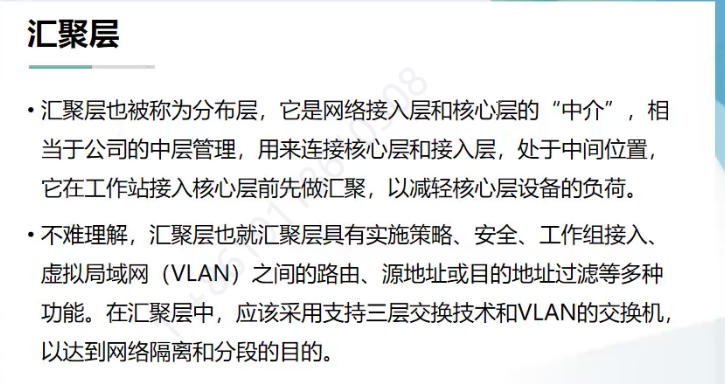 汇聚层
• 汇聚层也被称为分布层，它是网络接入层和核心层的“中介”，相
当于公司的中层管理，用来连接核心层和接入层，处于中间位置，
它在工作站接入核心层前先做汇聚，以减轻核心层设备的负荷。
• 不难理解，汇聚层也就汇聚层具有实施策略、安全、工作组接入、
虚拟局域网（VLAN）之间的路由、源地址或目的地址过滤等多种
功能。在汇聚层中，应该采用支持三层交换技术和VLAN的交换机，
以达到网络隔离和分段的目的。